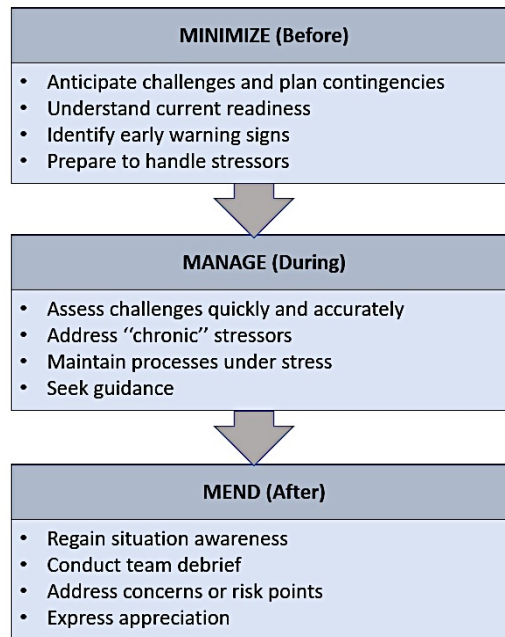 MINIMIZE (Before)
• Anticipate challenges and plan contingencies
• Understand current readiness
• Identify early warning signs
• Prepare to handle stressors
MANAGE (During)
• Assess challenges quickly and accurately
• Address “chronic” stressors
• Maintain processes under stress
• Seek guidance
MEND (After)
• Regain situation awareness
• Conduct team debrief
• Address concerns or risk points
• Express appreciation